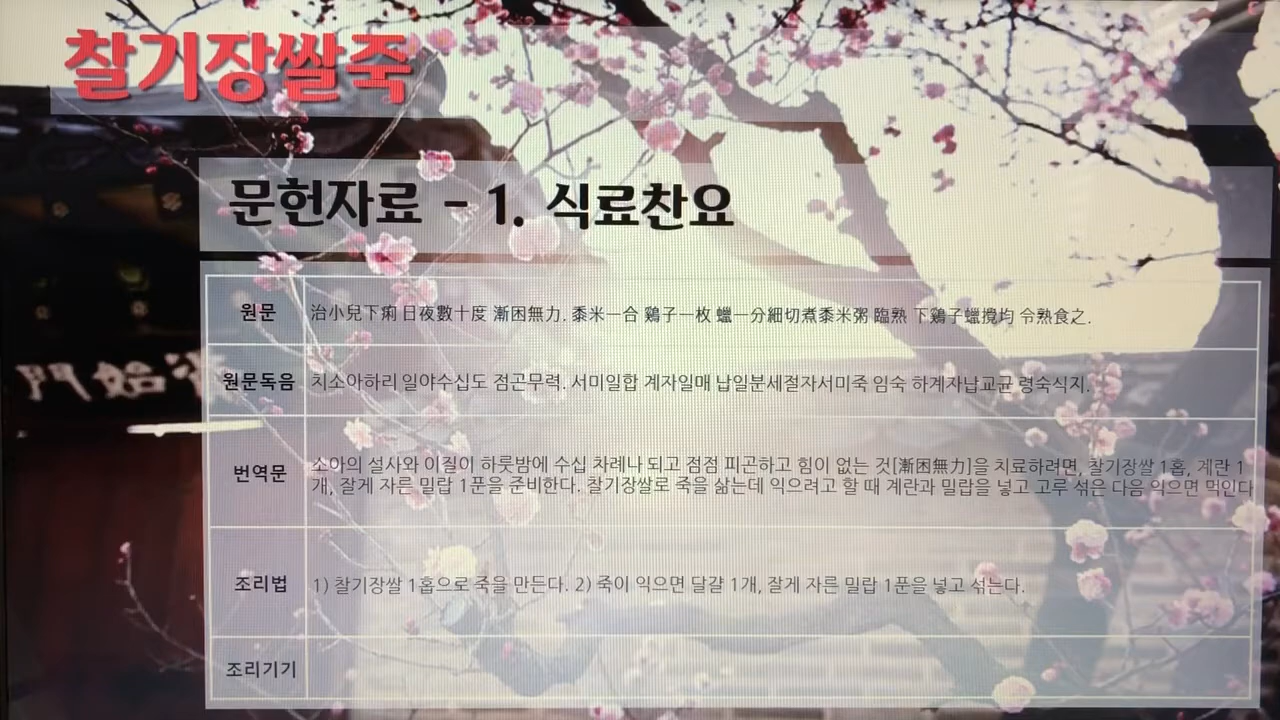 찰기장쌀죽
문헌자료 - 1. 식료찬요
원문
治小兒下痢 日夜數十度 漸困無力. 黍米一合 鷄子一枚 蠟一分細切煮黍米粥 臨熟 下鷄子蠟攪均 令熟食之.
원문독음
치소아하리 일야수십도 점곤무력. 서미일합 계자일매 납일분세절자서미죽 임숙 하계자납교균 령숙식지.
번역문
소아의 설사와 이질이 하룻밤에 수십 차례나 되고 점점 피곤하고 힘이 없는 것[漸困無力]을 치료하려면, 찰기장쌀 1홉, 계란 1
개, 잘게 자른 밀랍 1푼을 준비한다. 찰기장쌀로 죽을 삶는데 익으려고 할 때 계란과 밀랍을 넣고 고루 섞은 다음 익으면 먹인다
조리법
1) 찰기장쌀 1홉으로 죽을 만든다. 2) 죽이 익으면 달걀 1개, 잘게 자른 밀랍 1푼을 넣고 섞는다.
조리기기
門始